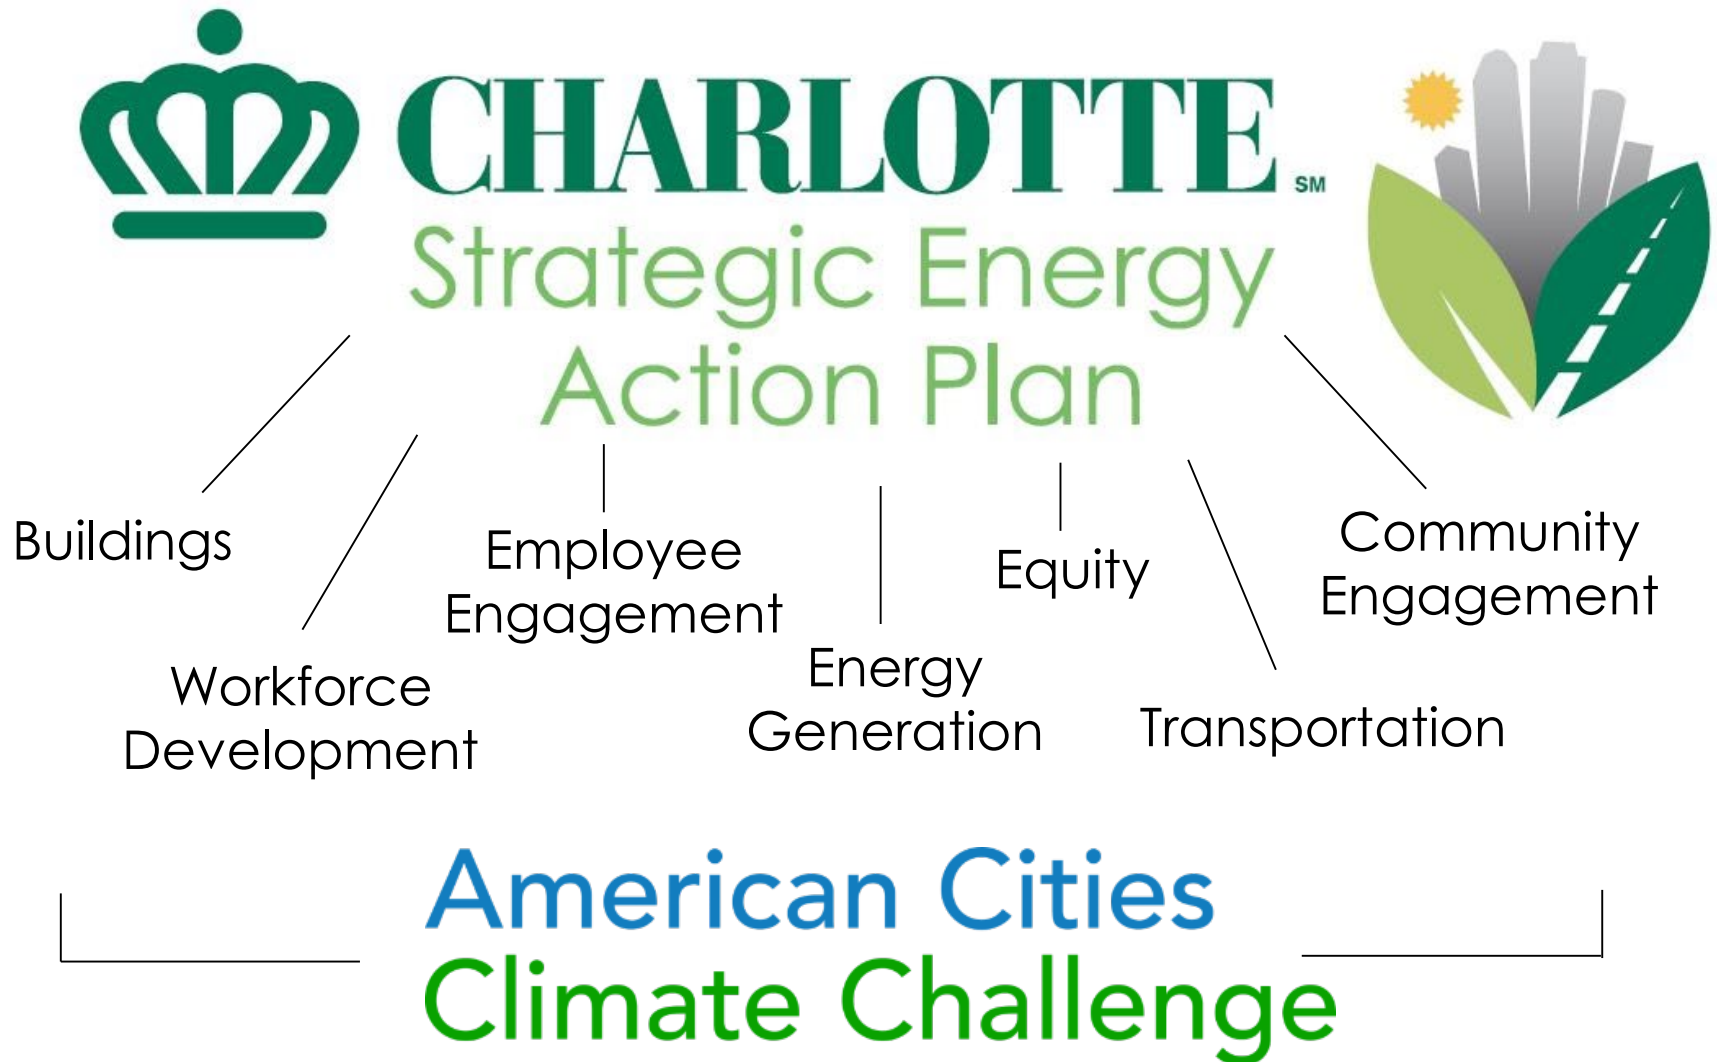 CHARLOTTE SM
Strategic Energy
Action Plan
Buildings
Workforce
Development
Employee
Engagement
Energy
Generation
Equity
Transportation
Community
Engagement
American Cities
Climate Challenge